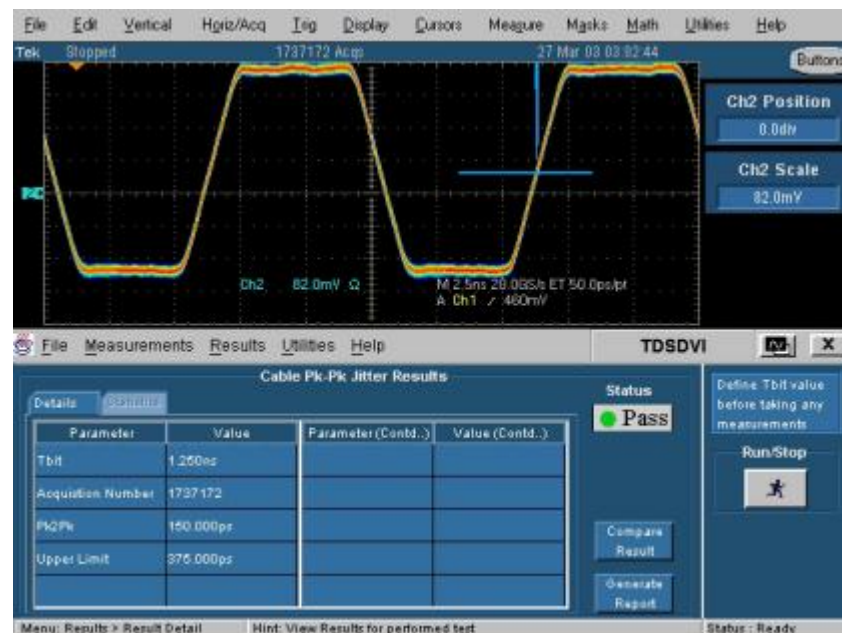 File Edit Vertical Horiz/Acq Trig Display Cursors Measure Masks Math Utilities Help
Tek Stopped 1737172 Acqs 27 Mar 03 03:02:44
Buttons
Ch2 Position
0.0div
Ch2 Scale
82.0mV
Ch2 82.0mV Ω M 2.5ns 20.0GS/s ET 50.0ps/pt
A Ch1 / 460mV
File Measurements Results Utilities Help TDSDVI X
Cable Pk-Pk Jitter Results
Details Statistics
Parameter Value Parameter(Contd..) Value (Contd..)
Tbit 1.250ns
Acquistion Number 1737172
Pk2Pk 150.000ps
Upper Limit 375.000ps
Status
Pass
Compare
Result
Generate
Report
Define Tbit value
before taking any
measurements
Run/Stop
Menu: Results > Result Detail Hint: View Results for performed test Status : Ready